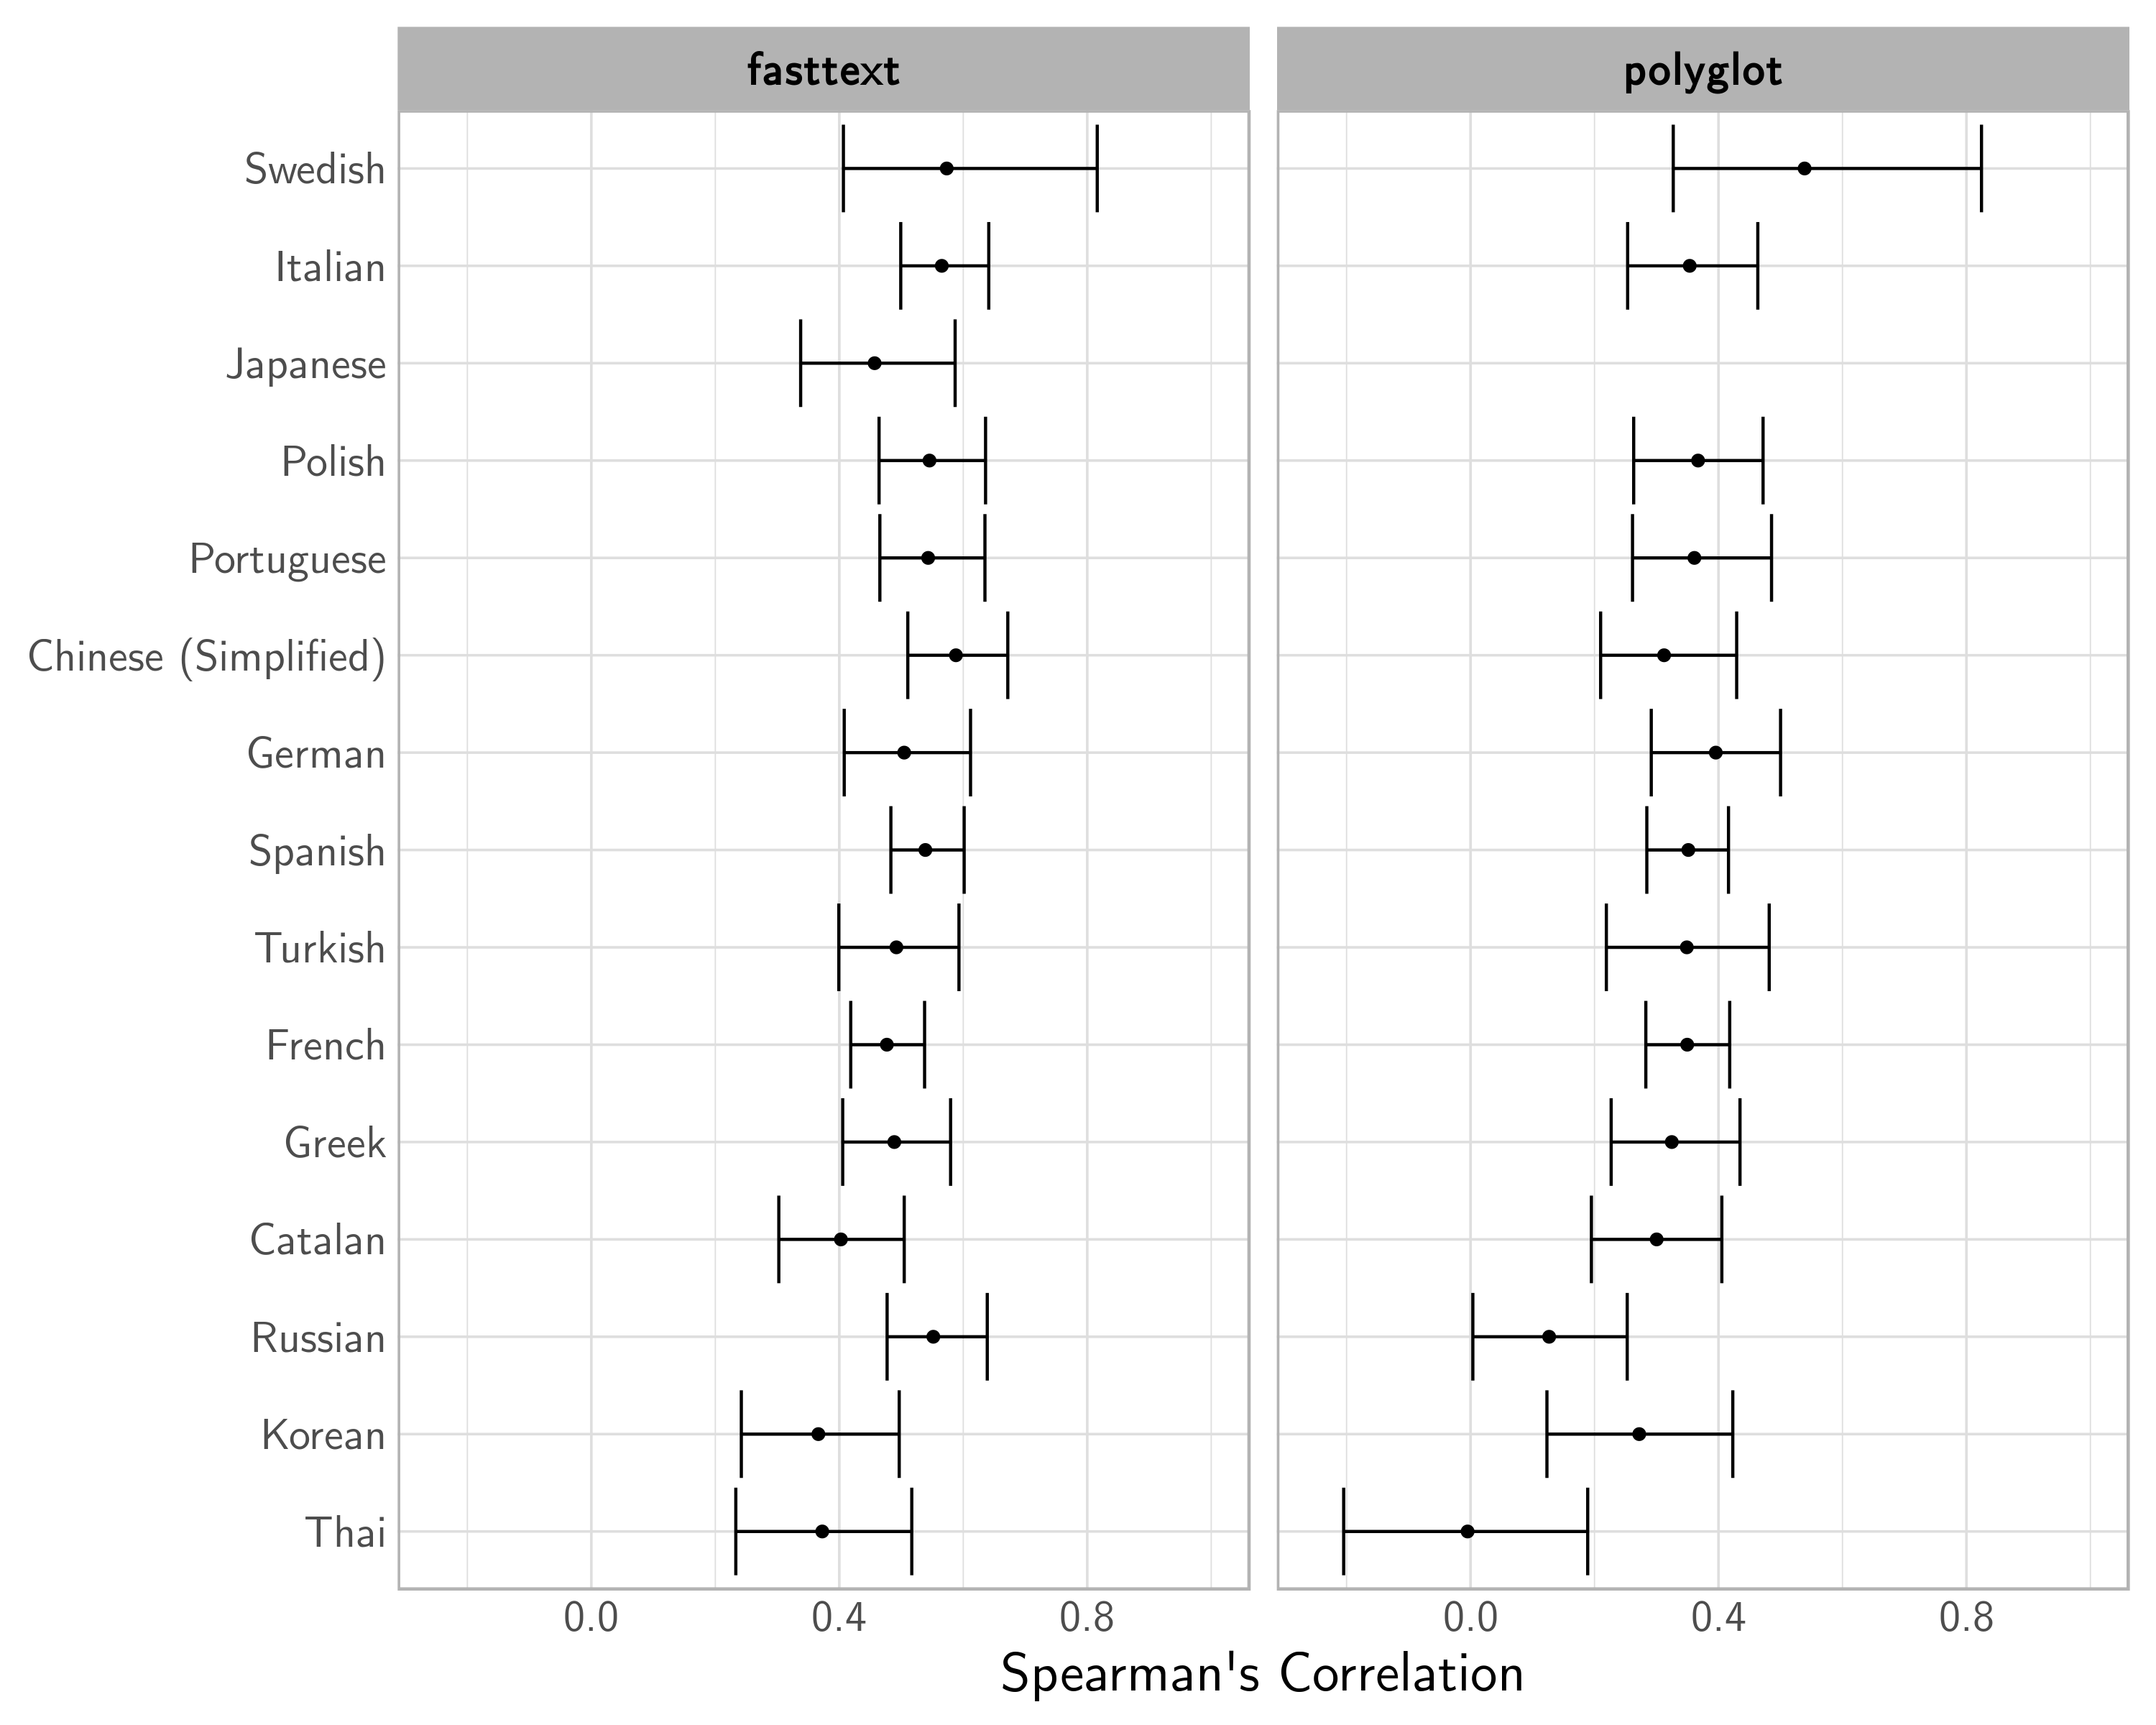 fasttext polyglot
Swedish
Italian
Japanese
Polish
Portuguese
Chinese (Simplified)
German
Spanish
Turkish
French
Greek
Catalan
Russian
Korean
Thai
0.0 0.4 0.8 0.0 0.4 0.8
Spearman's Correlation